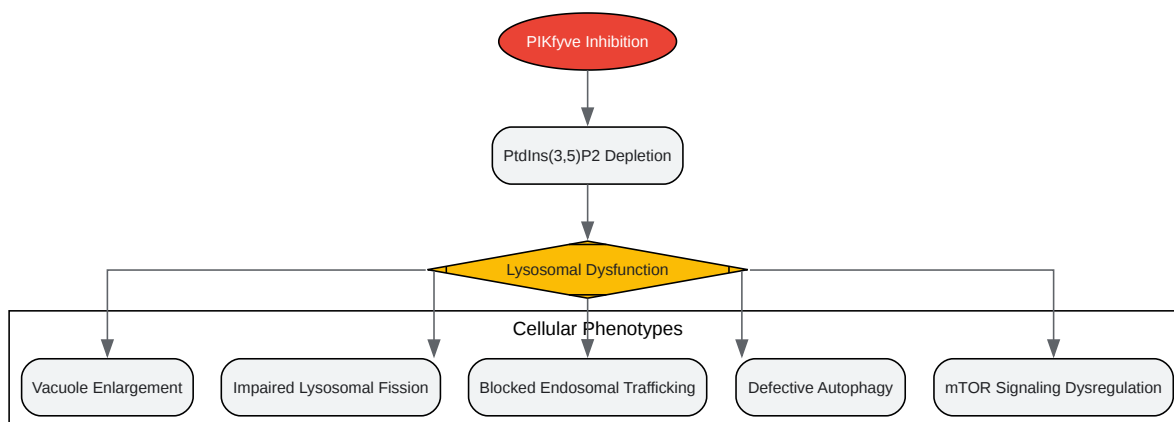 PIKfyve Inhibition
PtdIns(3,5)P2 Depletion
Lysosomal Dysfunction
Cellular Phenotypes
Vacuole Enlargement
Impaired Lysosomal Fission
Blocked Endosomal Trafficking
Defective Autophagy
mTOR Signaling Dysregulation